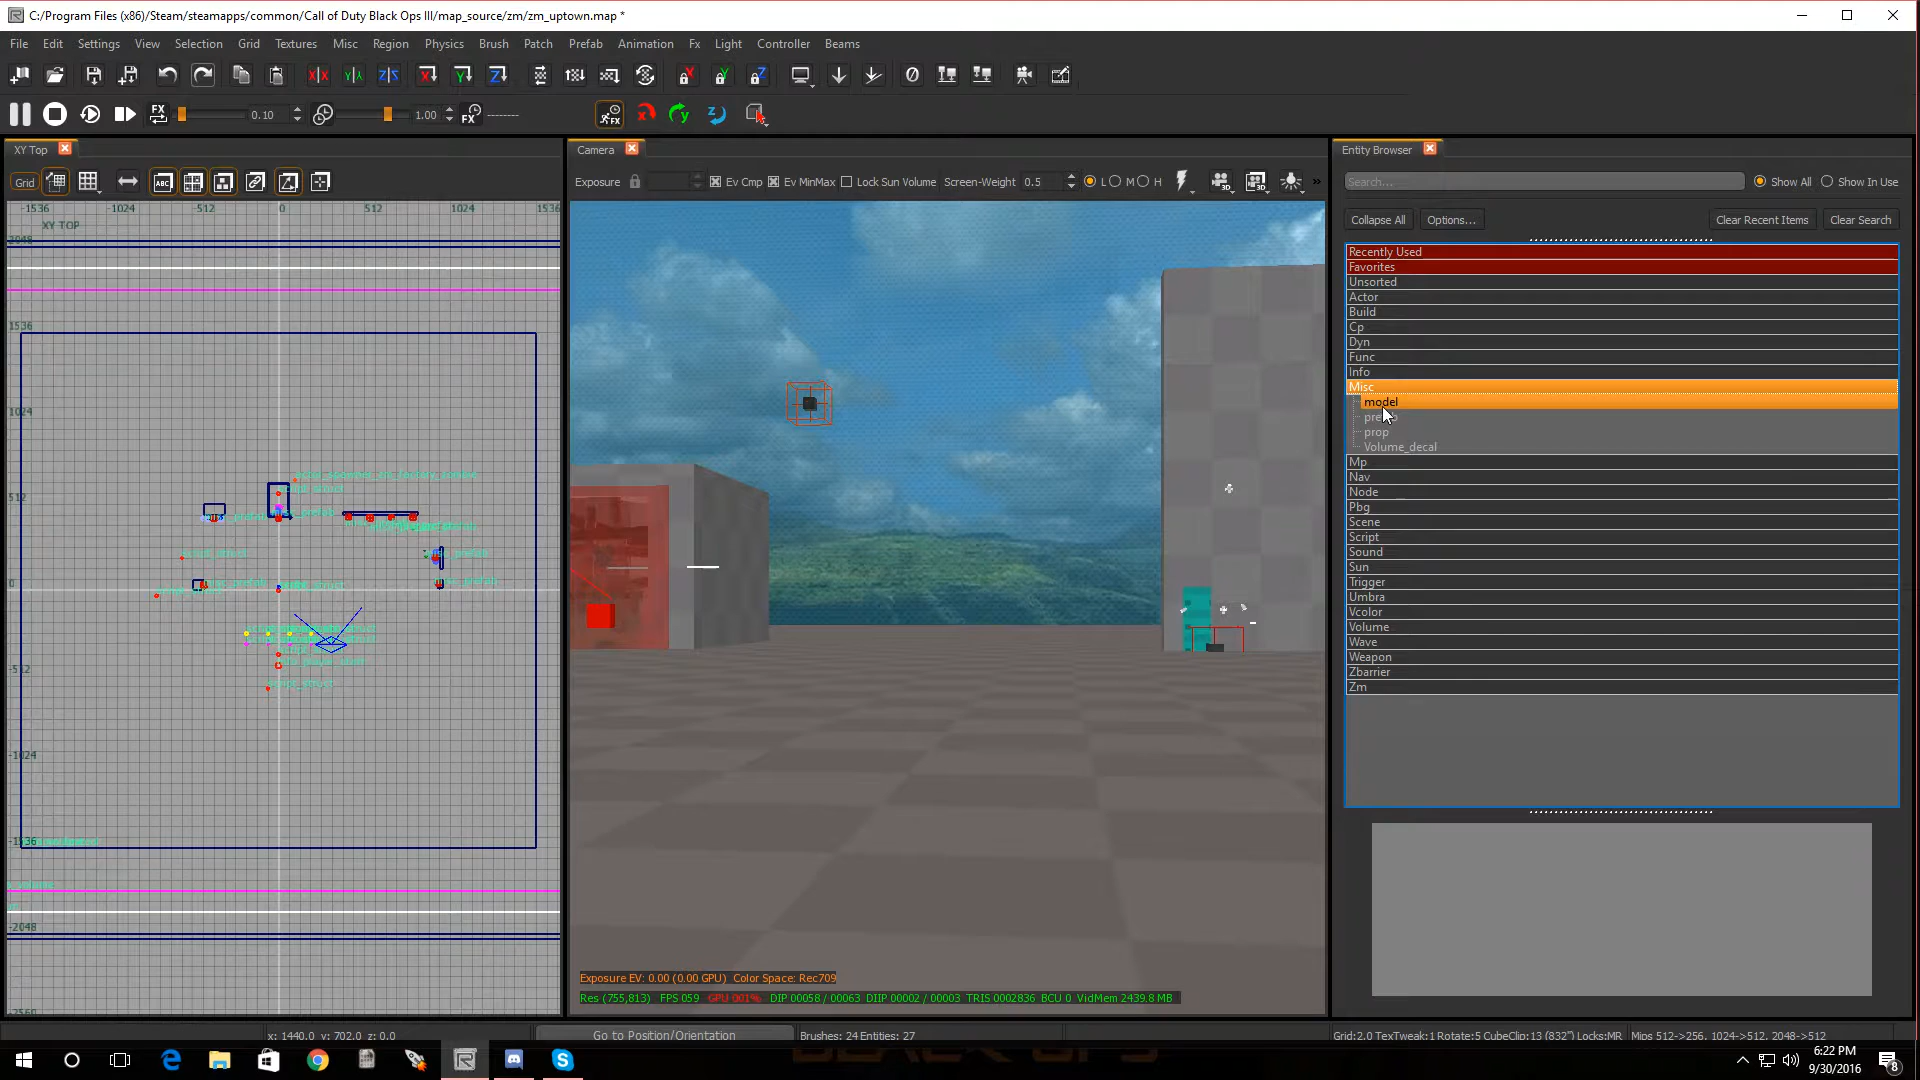 C:/Program Files (x86)/Steam/steamapps/common/Call of Duty Black Ops III/map_source/zm/zm_uptown.map *
File Edit Settings View Selection Grid Textures Misc Region Physics Brush Patch Prefab Animation Fx Light Controller Beams
FX 0.10 1.00 FX --------
XY Top
Camera
Entity Browser
Grid ABC
Exposure Ev Cmp Ev MinMax Lock Sun Volume Screen-Weight 0.5 L M H
Search...
Show All Show In Use
Collapse All Options... Clear Recent Items Clear Search
-1536 -1024 -512 0 512 1024 1536
XY TOP
2048
1536
1024
512
0
-512
-1024
-1536
-2048
-2560
script_struct
script_struct
Recently Used
Favorites
Unsorted
Actor
Build
Cp
Dyn
Func
Info
Misc
model
prop
Volume_decal
Mp
Nav
Node
Pbg
Scene
Script
Sound
Sun
Trigger
Umbra
Vcolor
Volume
Wave
Weapon
Zbarrier
Zm
Exposure EV: 0.00 (0.00 GPU) Color Space: Rec709
Res (755,813) FPS 059 GPU 001% DIP 00058 / 00063 DIIP 00002 / 00003 TRIS 0002836 BCU 0 VidMem 2439.8 MB
x: 1440.0 y: 702.0 z: 0.0
Go to Position/Orientation
Brushes: 24 Entities: 27
Grid:2.0 TexTweak:1 Rotate:5 CubeClip:13 (832") Locks:MR
Mips 512->256, 1024->512, 2048->512
6:22 PM
9/30/2016
8